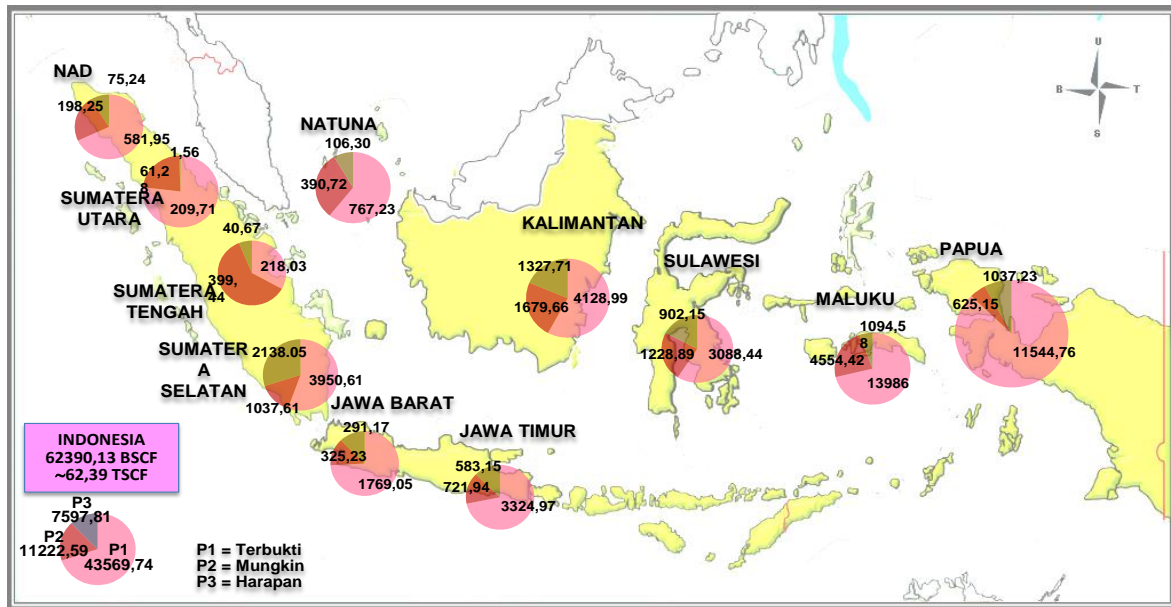 NAD
75,24
198,25
581,95
1,56
61,2
8
209,71
SUMATERA
UTARA
NATUNA
106,30
390,72
767,23
40,67
218,03
399,
44
SUMATERA
TENGAH
KALIMANTAN
1327,71
1679,66
4128,99
SULAWESI
902,15
1228,89
3088,44
MALUKU
1094,5
8
4554,42
13986
PAPUA
1037,23
625,15
11544,76
SUMATER
A
SELATAN
2138.05
3950,61
1037,61
JAWA BARAT
291,17
325,23
1769,05
JAWA TIMUR
583,15
721,94
3324,97
U
B
T
S
INDONESIA
62390,13 BSCF
~62,39 TSCF
P3
7597,81
P2
11222,59
P1
43569,74
P1 = Terbukti
P2 = Mungkin
P3 = Harapan